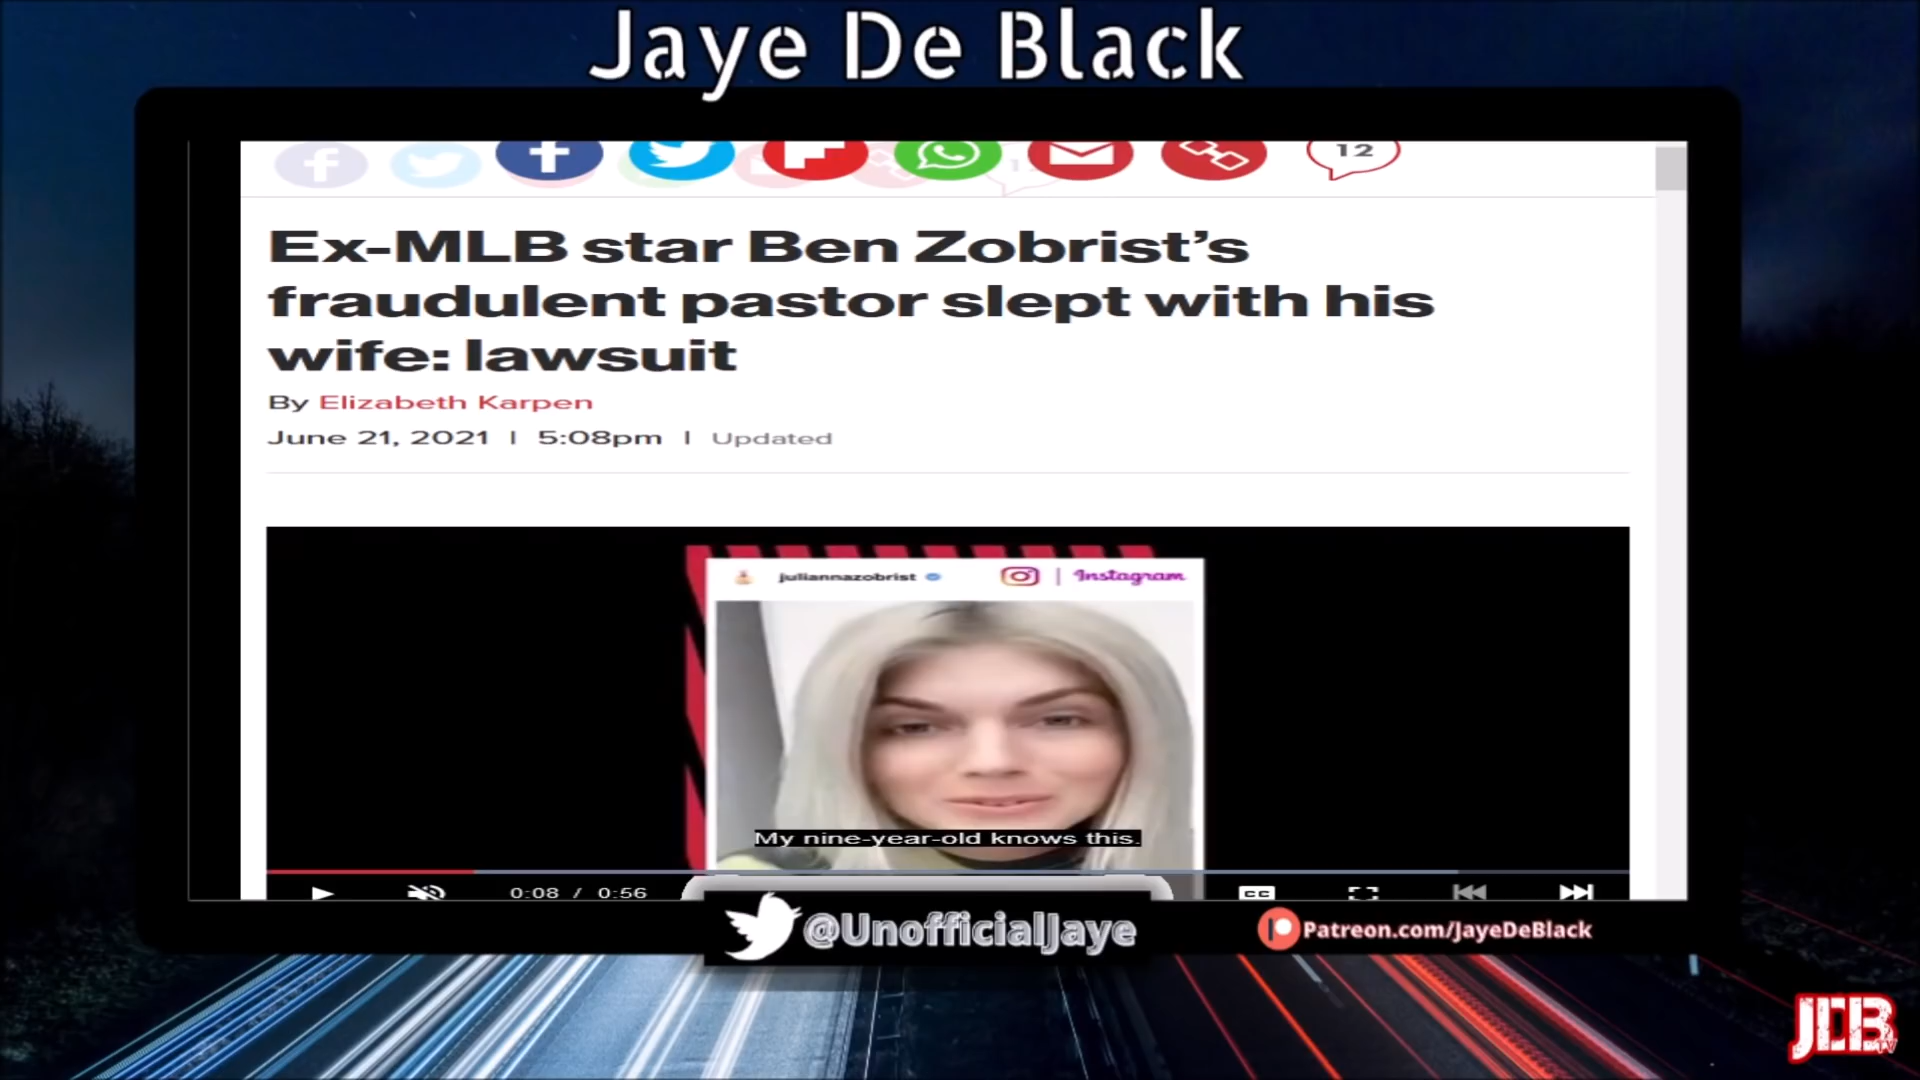 Jaye De Black
12
Ex-MLB star Ben Zobrist’s
fraudulent pastor slept with his
wife: lawsuit
By Elizabeth Karpen
June 21, 2021 | 5:08pm | Updated
juliannazobrist
Instagram
My nine-year-old knows this.
0:08 / 0:56
CC
@UnofficialJaye
Patreon.com/JayeDeBlack
JDB
TV